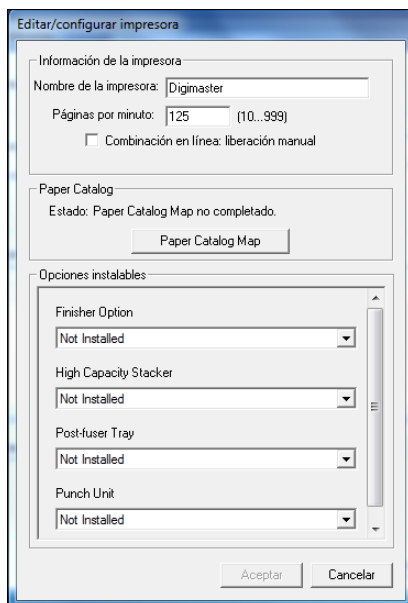 Editar/configurar impresora
Información de la impresora
Nombre de la impresora: Digimaster
Páginas por minuto: 125 (10...999)
Combinación en línea: liberación manual
Paper Catalog
Estado: Paper Catalog Map no completado.
Paper Catalog Map
Opciones instalables
Finisher Option
Not Installed
High Capacity Stacker
Not Installed
Post-fuser Tray
Not Installed
Punch Unit
Not Installed
Aceptar Cancelar